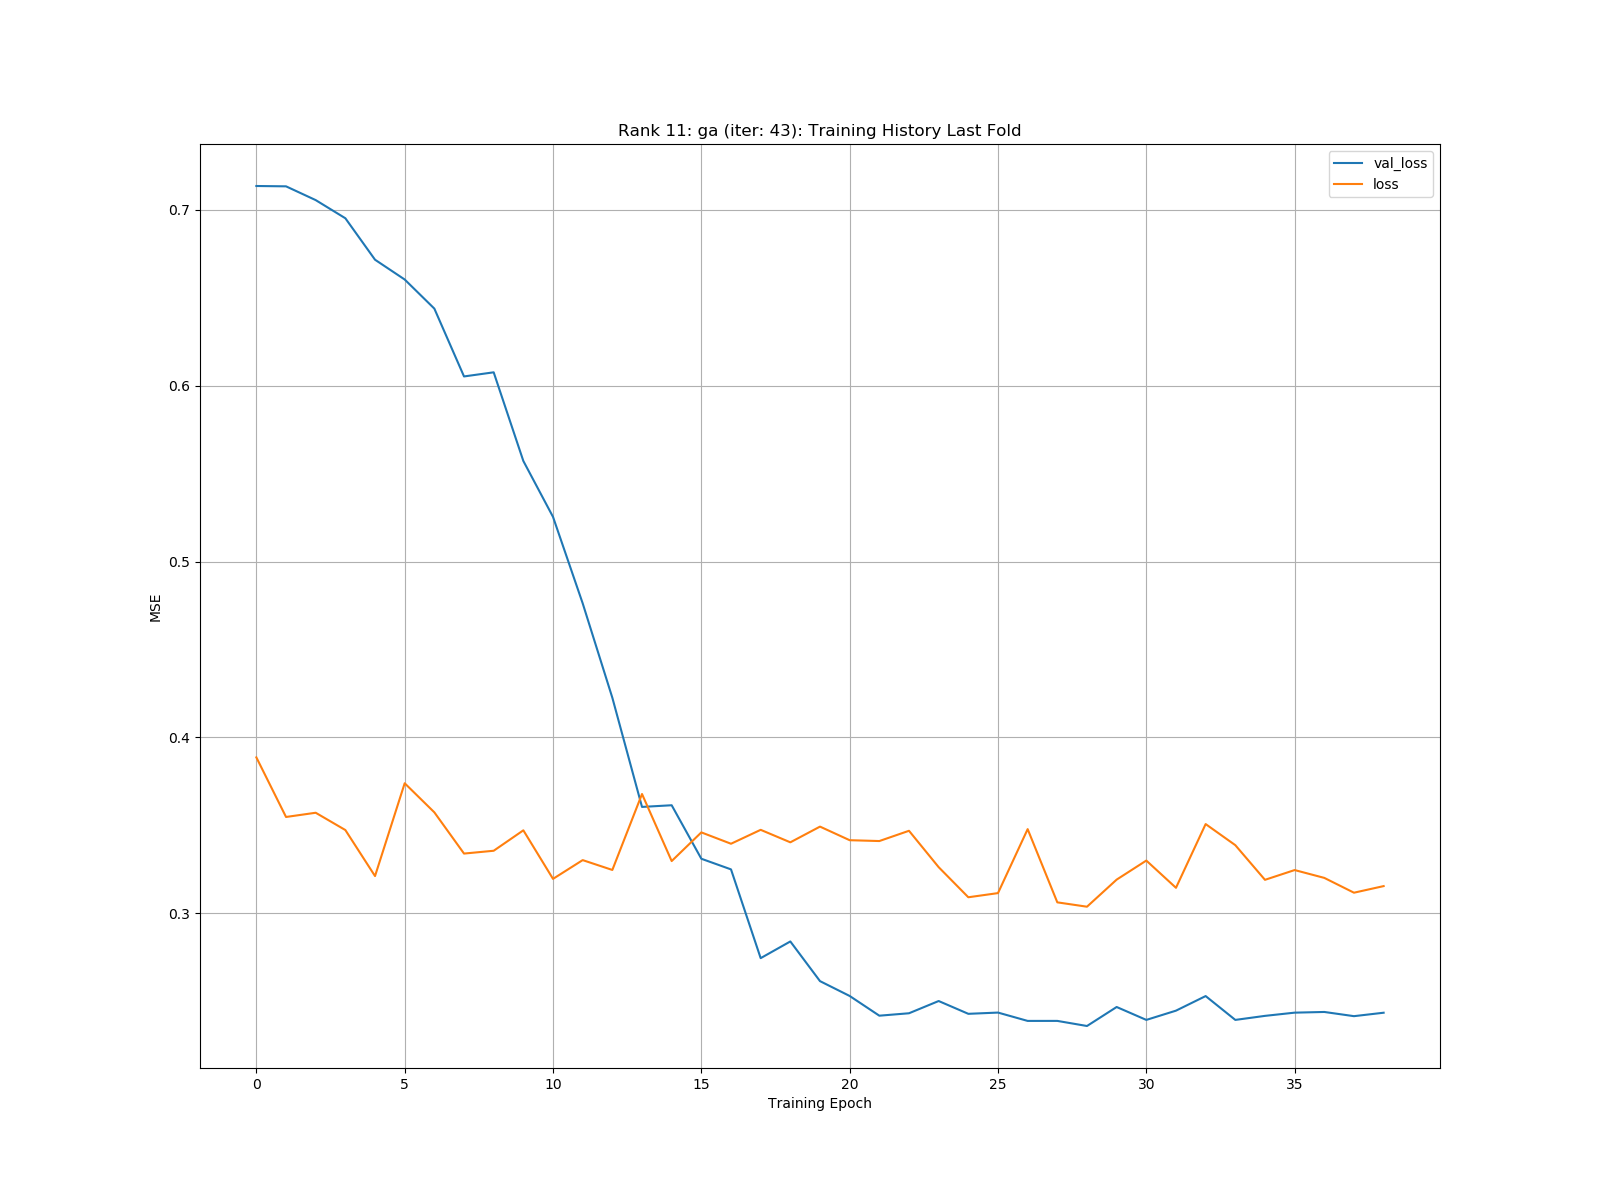 Rank 11: ga (iter: 43): Training History Last Fold
val_loss
loss
0.7
0.6
0.5
0.4
0.3
MSE
0 5 10 15 20 25 30 35
Training Epoch